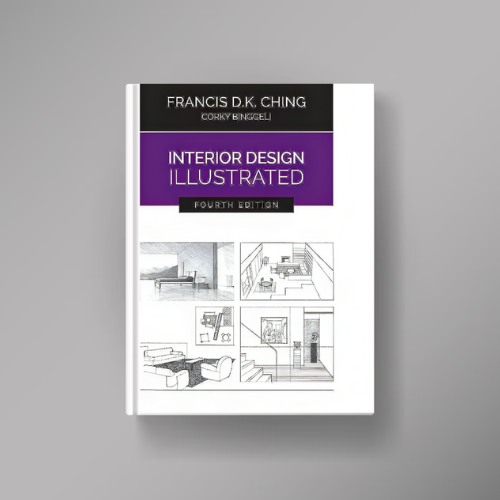 FRANCIS D.K. CHING
CORKY BINGGELI
INTERIOR DESIGN
ILLUSTRATED
FOURTH EDITION